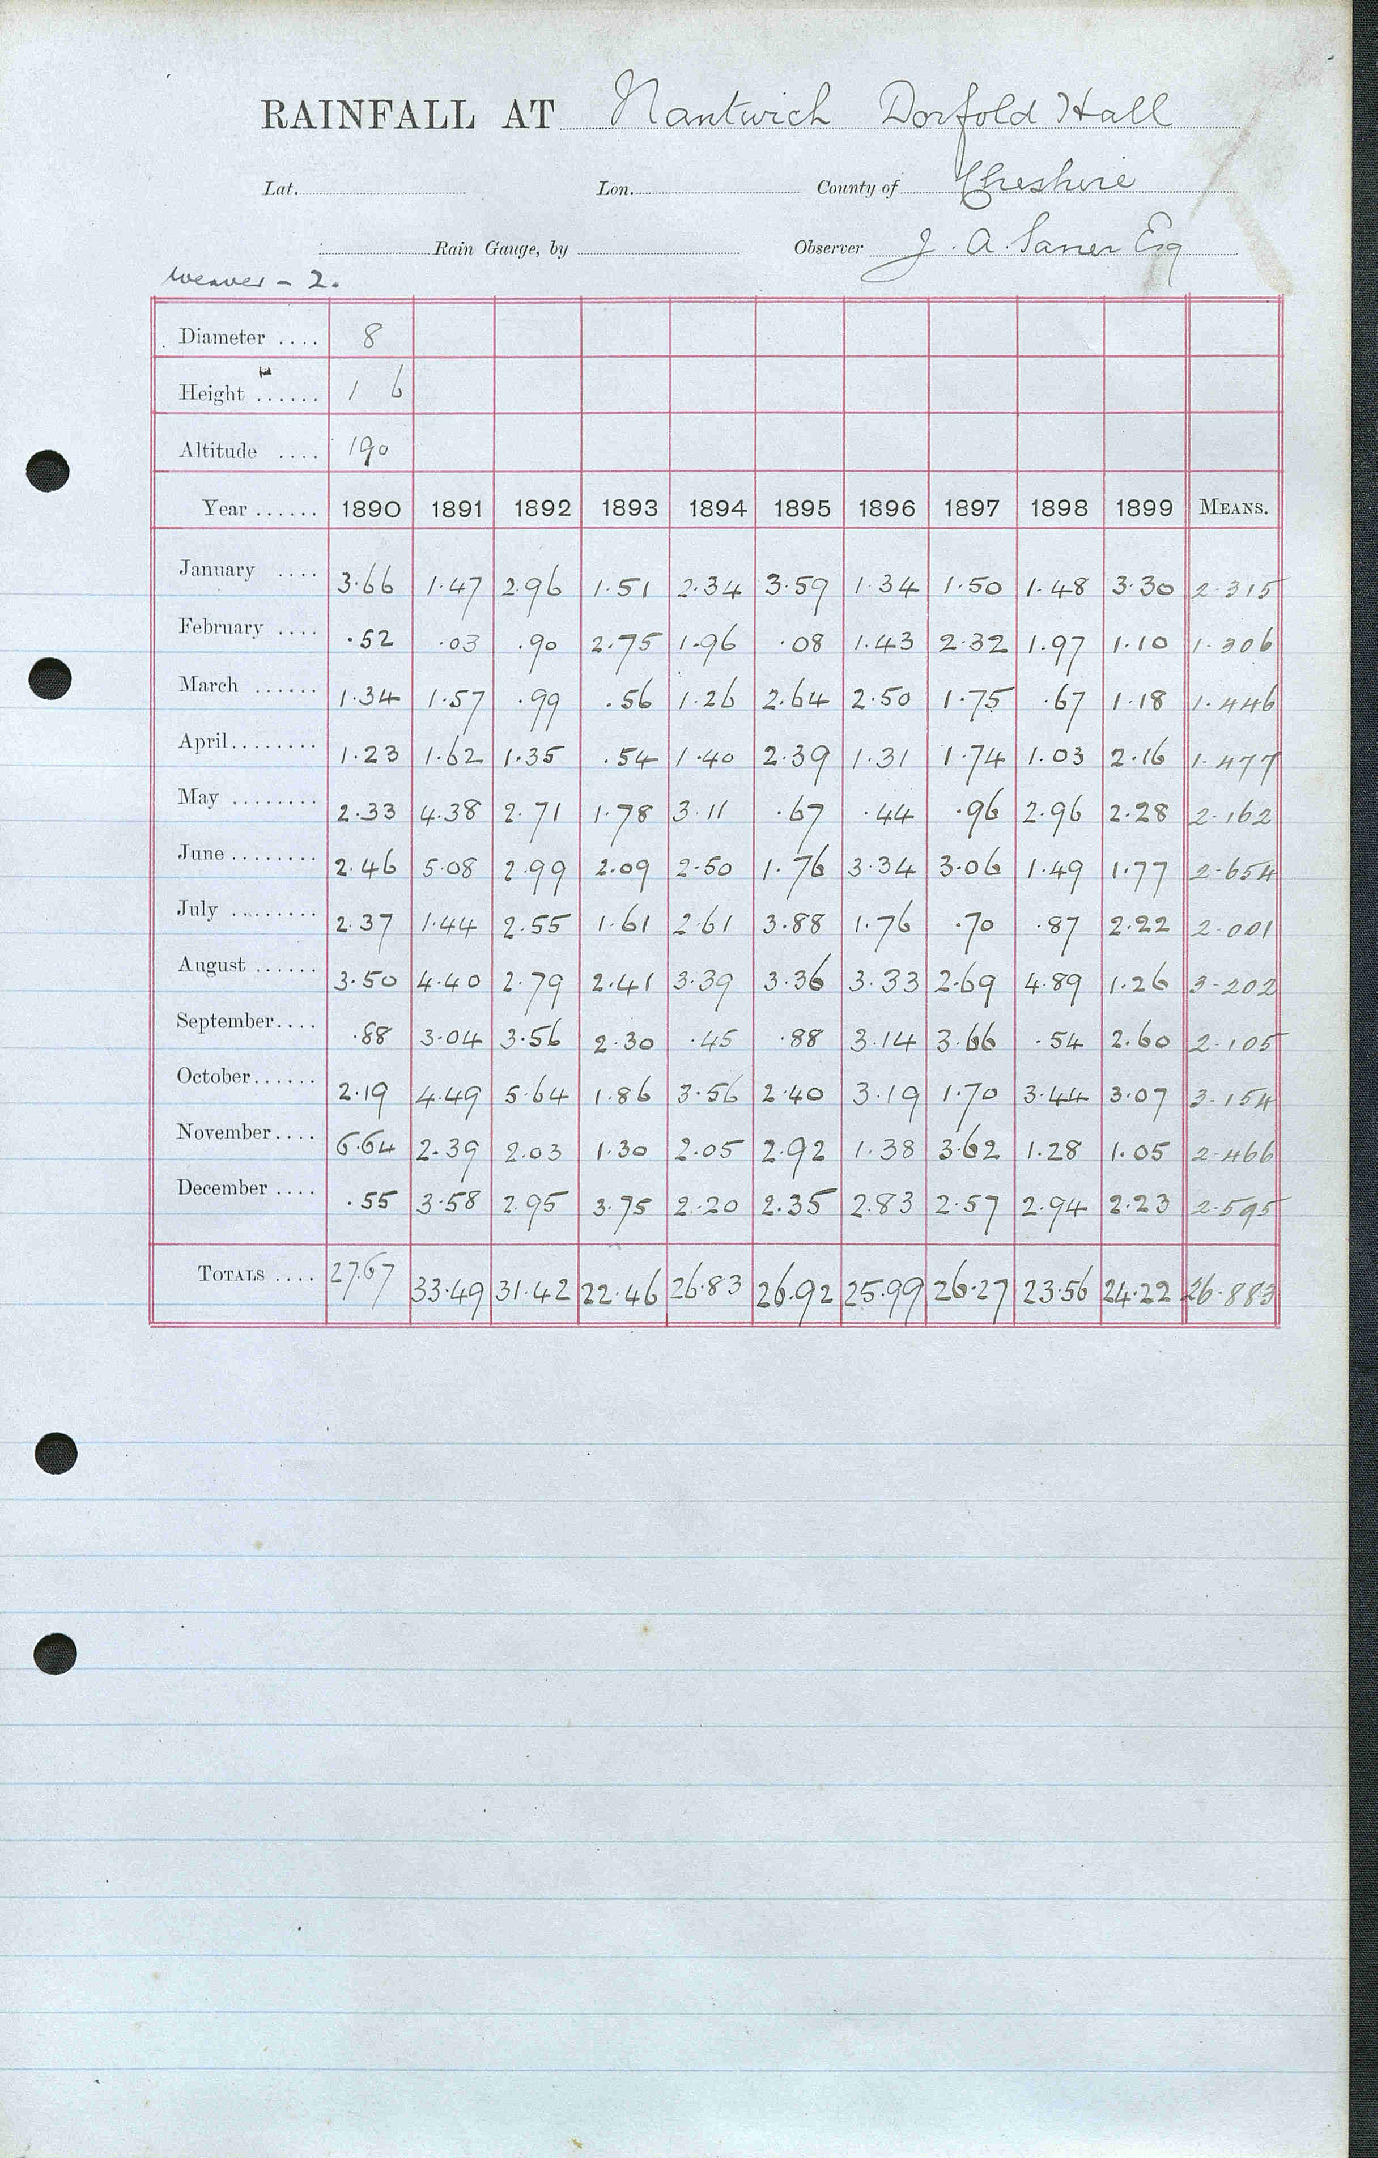 RAINFALL AT Nantwich Dorfold Hall
Lat. Lon. County of Cheshire
Rain Gauge, by Observer J. A. Saner Esq
Weaver - 2.
Diameter .... 8
Height ...... 1 6
Altitude .... 190
Year ...... 1890 1891 1892 1893 1894 1895 1896 1897 1898 1899 MEANS.
January .... 3.66 1.47 2.96 1.51 2.34 3.59 1.34 1.50 1.48 3.30 2.315
February .... .52 .03 .90 2.75 1.96 .08 1.43 2.32 1.97 1.10 1.306
March ...... 1.34 1.57 .99 .56 1.26 2.64 2.50 1.75 .67 1.18 1.446
April........ 1.23 1.62 1.35 .54 1.40 2.39 1.31 1.74 1.03 2.16 1.477
May ........ 2.33 4.38 2.71 1.78 3.11 .67 .44 .96 2.96 2.28 2.162
June........ 2.46 5.08 2.99 2.09 2.50 1.76 3.34 3.06 1.49 1.77 2.654
July ........ 2.37 1.44 2.55 1.61 2.61 3.88 1.76 .70 .87 2.22 2.001
August ...... 3.50 4.40 2.79 2.41 3.39 3.36 3.33 2.69 4.89 1.26 3.202
September.... .88 3.04 3.56 2.30 .45 .88 3.14 3.66 .54 2.60 2.105
October...... 2.19 4.49 5.64 1.86 3.56 2.40 3.19 1.70 3.44 3.07 3.154
November.... 6.64 2.39 2.03 1.30 2.05 2.92 1.38 3.62 1.28 1.05 2.466
December .... .55 3.58 2.95 3.75 2.20 2.35 2.83 2.57 2.94 2.23 2.595
TOTALS .... 27.67 33.49 31.42 22.46 26.83 26.92 25.99 26.27 23.56 24.22 26.883